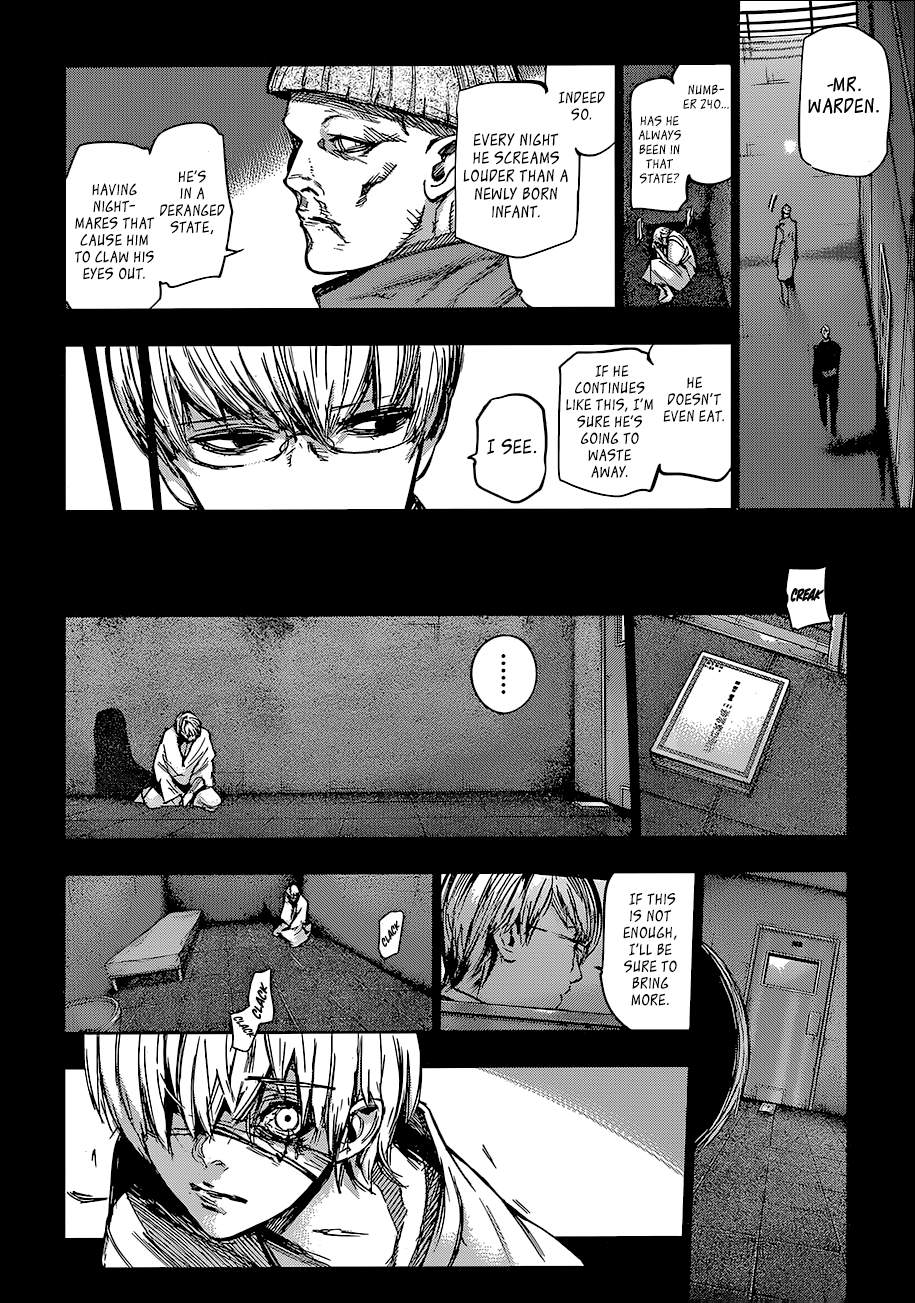 -MR.
WARDEN.
NUMB-
ER 240...
HAS HE
ALWAYS
BEEN IN
THAT
STATE?
INDEED
SO.
EVERY NIGHT
HE SCREAMS
LOUDER THAN A
NEWLY BORN
INFANT.
HE'S
IN A
DERANGED
STATE,
HAVING
NIGHT-
MARES THAT
CAUSE HIM
TO CLAW HIS
EYES OUT.
HE
DOESN'T
EVEN EAT.
IF HE
CONTINUES
LIKE THIS, I'M
SURE HE'S
GOING TO
WASTE
AWAY.
I SEE.
CREAK
......
IF THIS
IS NOT
ENOUGH,
I'LL BE
SURE TO
BRING
MORE.
CLACK
CLACK
CLACK